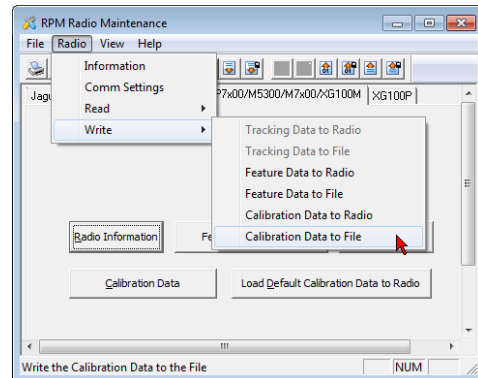 RPM Radio Maintenance
File Radio View Help
Information
Comm Settings
Read
Write
P7x00/M5300/M7x00/XG100M XG100P
Tracking Data to Radio
Tracking Data to File
Feature Data to Radio
Feature Data to File
Calibration Data to Radio
Calibration Data to File
Radio Information
Calibration Data
Load Default Calibration Data to Radio
Write the Calibration Data to the File
NUM